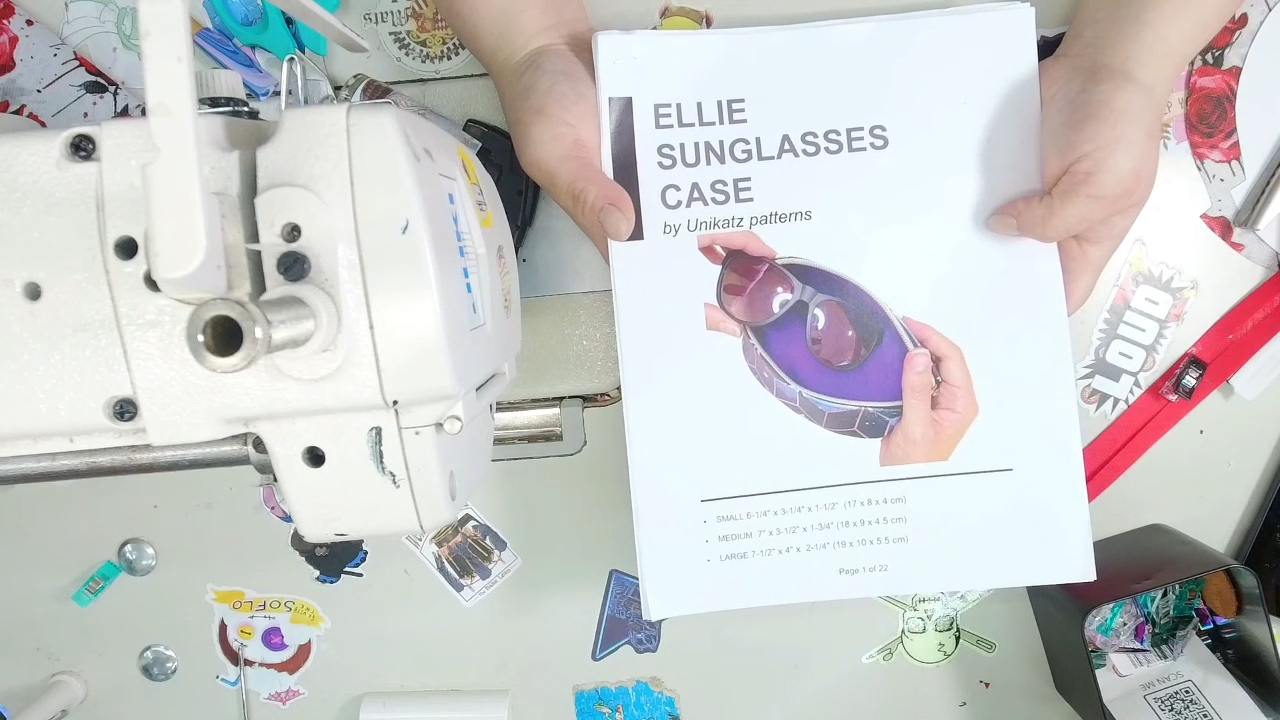 Mats
ELLIE
SUNGLASSES
CASE
by Unikatz patterns
SMALL 6-1/4" x 3-1/4" x 1-1/2" (17 x 8 x 4 cm)
MEDIUM 7" x 3-1/2" x 1-3/4" (18 x 9 x 4.5 cm)
LARGE 7-1/2" x 4" x 2-1/4" (19 x 10 x 5.5 cm)
Page 1 of 22
LOUD
SOFLO
SCAN ME